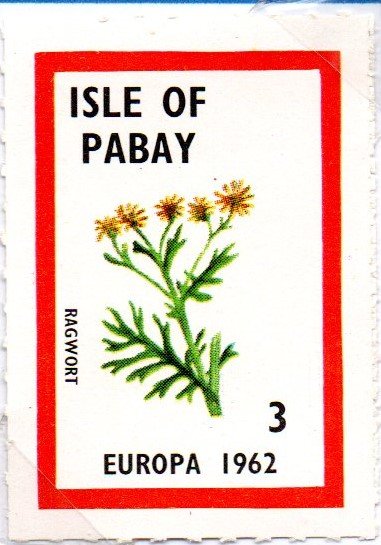 ISLE OF
PABAY
RAGWORT
3
EUROPA 1962